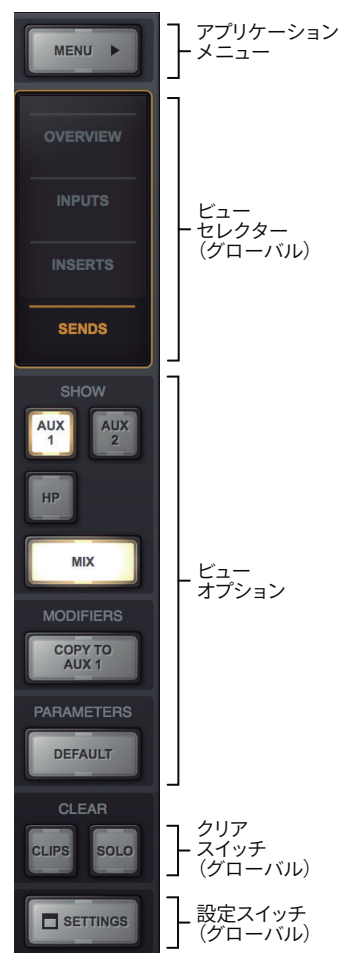 MENU
アプリケーション
メニュー
OVERVIEW
INPUTS
INSERTS
SENDS
ビュー
セレクター
（グローバル）
SHOW
AUX
1
AUX
2
HP
MIX
MODIFIERS
COPY TO
AUX 1
PARAMETERS
DEFAULT
ビュー
オプション
CLEAR
CLIPS
SOLO
クリア
スイッチ
（グローバル）
SETTINGS
設定スイッチ
（グローバル）